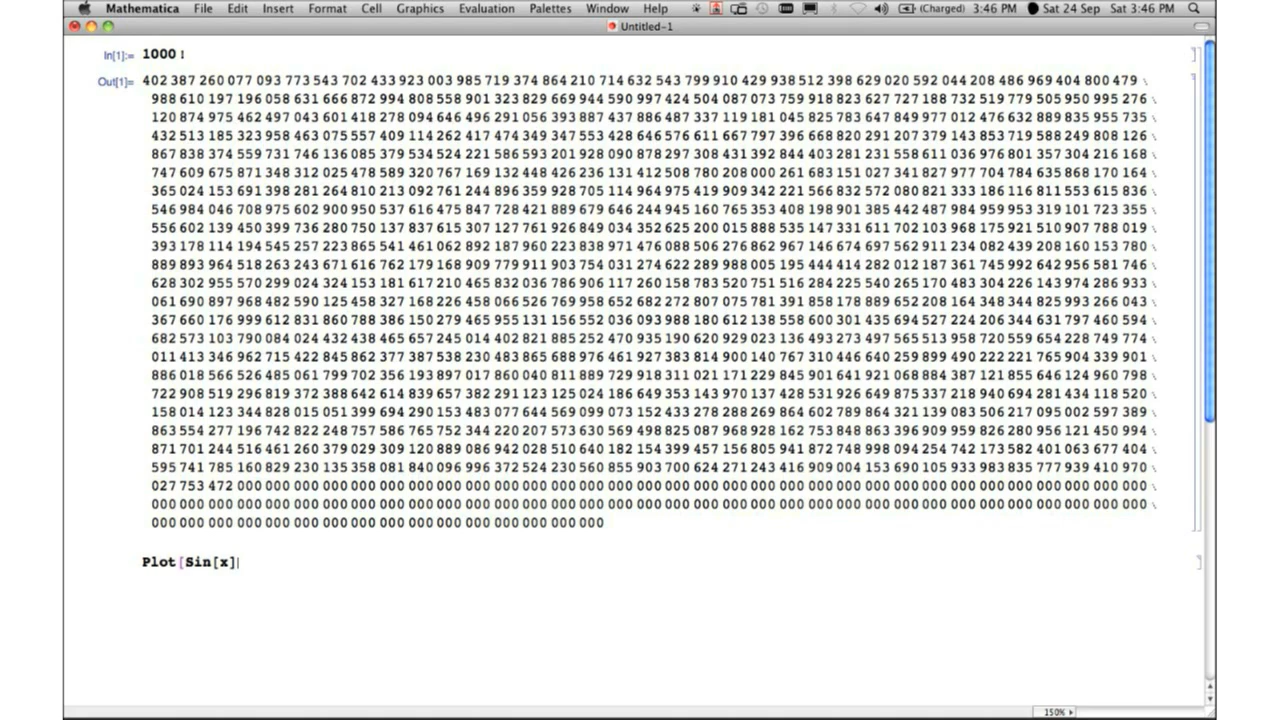 Mathematica File Edit Insert Format Cell Graphics Evaluation Palettes Window Help (Charged) 3:46 PM Sat 24 Sep Sat 3:46 PM
Untitled-1
In[1]:= 1000 !
Out[1]= 402 387 260 077 093 773 543 702 433 923 003 985 719 374 864 210 714 632 543 799 910 429 938 512 398 629 020 592 044 208 486 969 404 800 479 \
988 610 197 196 058 631 666 872 994 808 558 901 323 829 669 944 590 997 424 504 087 073 759 918 823 627 727 188 732 519 779 505 950 995 276 \
120 874 975 462 497 043 601 418 278 094 646 496 291 056 393 887 437 886 487 337 119 181 045 825 783 647 849 977 012 476 632 889 835 955 735 \
432 513 185 323 958 463 075 557 409 114 262 417 474 349 347 553 428 646 576 611 667 797 396 668 820 291 207 379 143 853 719 588 249 808 126 \
867 838 374 559 731 746 136 085 379 534 524 221 586 593 201 928 090 878 297 308 431 392 844 403 281 231 558 611 036 976 801 357 304 216 168 \
747 609 675 871 348 312 025 478 589 320 767 169 132 448 426 236 131 412 508 780 208 000 261 683 151 027 341 827 977 704 784 635 868 170 164 \
365 024 153 691 398 281 264 810 213 092 761 244 896 359 928 705 114 964 975 419 909 342 221 566 832 572 080 821 333 186 116 811 553 615 836 \
546 984 046 708 975 602 900 950 537 616 475 847 728 421 889 679 646 244 945 160 765 353 408 198 901 385 442 487 984 959 953 319 101 723 355 \
556 602 139 450 399 736 280 750 137 837 615 307 127 761 926 849 034 352 625 200 015 888 535 147 331 611 702 103 968 175 921 510 907 788 019 \
393 178 114 194 545 257 223 865 541 461 062 892 187 960 223 838 971 476 088 506 276 862 967 146 674 697 562 911 234 082 439 208 160 153 780 \
889 893 964 518 263 243 671 616 762 179 168 909 779 911 903 754 031 274 622 289 988 005 195 444 414 282 012 187 361 745 992 642 956 581 746 \
628 302 955 570 299 024 324 153 181 617 210 465 832 036 786 906 117 260 158 783 520 751 516 284 225 540 265 170 483 304 226 143 974 286 933 \
061 690 897 968 482 590 125 458 327 168 226 458 066 526 769 958 652 682 272 807 075 781 391 858 178 889 652 208 164 348 344 825 993 266 043 \
367 660 176 999 612 831 860 788 386 150 279 465 955 131 156 552 036 093 988 180 612 138 558 600 301 435 694 527 224 206 344 631 797 460 594 \
682 573 103 790 084 024 432 438 465 657 245 014 402 821 885 252 470 935 190 620 929 023 136 493 273 497 565 513 958 720 559 654 228 749 774 \
011 413 346 962 715 422 845 862 377 387 538 230 483 865 688 976 461 927 383 814 900 140 767 310 446 640 259 899 490 222 221 765 904 339 901 \
886 018 566 526 485 061 799 702 356 193 897 017 860 040 811 889 729 918 311 021 171 229 845 901 641 921 068 884 387 121 855 646 124 960 798 \
722 908 519 296 819 372 388 642 614 839 657 382 291 123 125 024 186 649 353 143 970 137 428 531 926 649 875 337 218 940 694 281 434 118 520 \
158 014 123 344 828 015 051 399 694 290 153 483 077 644 569 099 073 152 433 278 288 269 864 602 789 864 321 139 083 506 217 095 002 597 389 \
863 554 277 196 742 822 248 757 586 765 752 344 220 207 573 630 569 498 825 087 968 928 162 753 848 863 396 909 959 826 280 956 121 450 994 \
871 701 244 516 461 260 379 029 309 120 889 086 942 028 510 640 182 154 399 457 156 805 941 872 748 998 094 254 742 173 582 401 063 677 404 \
595 741 785 160 829 230 135 358 081 840 096 996 372 524 230 560 855 903 700 624 271 243 416 909 004 153 690 105 933 983 835 777 939 410 970 \
027 753 472 000 000 000 000 000 000 000 000 000 000 000 000 000 000 000 000 000 000 000 000 000 000 000 000 000 000 000 000 000 000 000 000 \
000 000 000 000 000 000 000 000 000 000 000 000 000 000 000 000 000 000 000 000 000 000 000 000 000 000 000 000 000 000 000 000 000 000 000 \
000 000 000 000 000 000 000 000 000 000 000 000 000 000 000 000
Plot[Sin[x]
150%